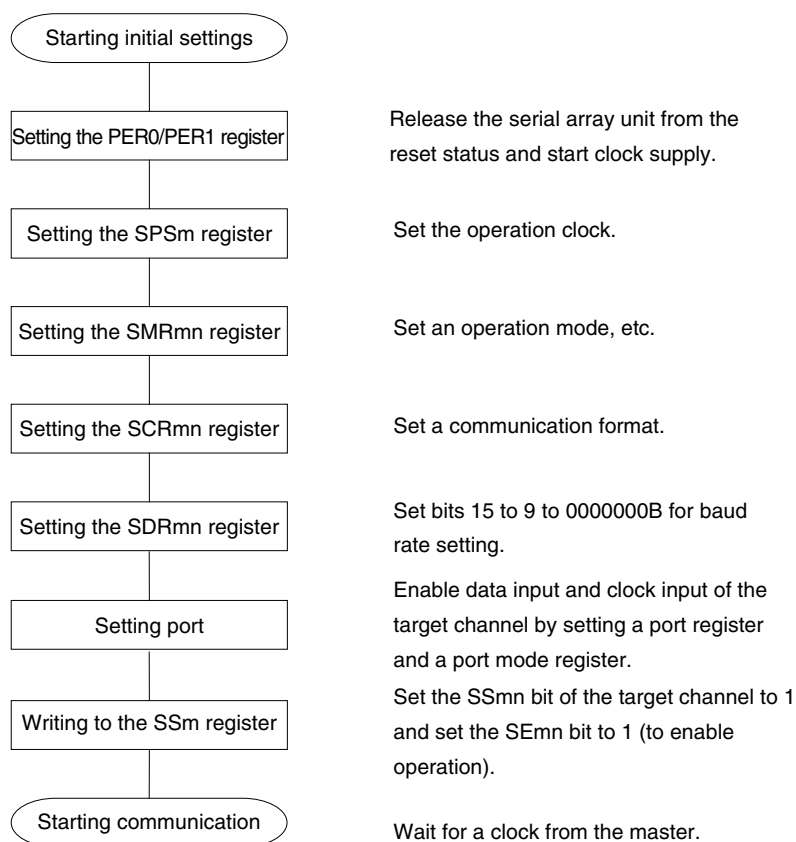 Starting initial settings
Setting the PER0/PER1 register
Release the serial array unit from the
reset status and start clock supply.
Setting the SPSm register
Set the operation clock.
Setting the SMRmn register
Set an operation mode, etc.
Setting the SCRmn register
Set a communication format.
Setting the SDRmn register
Set bits 15 to 9 to 0000000B for baud
rate setting.
Setting port
Enable data input and clock input of the
target channel by setting a port register
and a port mode register.
Writing to the SSm register
Set the SSmn bit of the target channel to 1
and set the SEmn bit to 1 (to enable
operation).
Starting communication
Wait for a clock from the master.